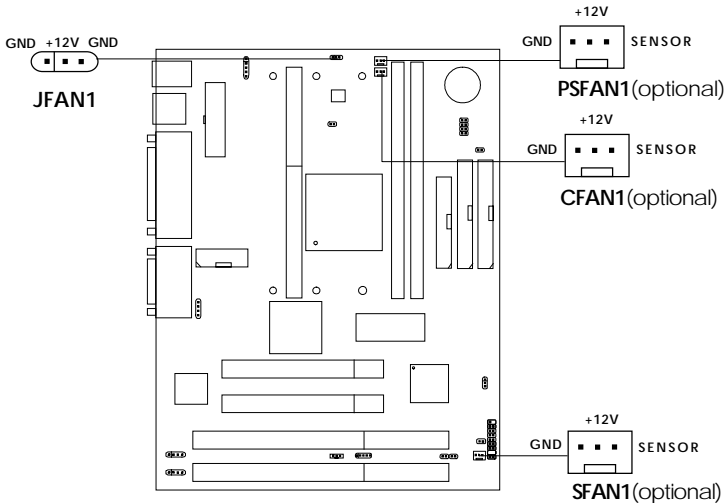 GND +12V GND
JFAN1
+12V
GND SENSOR
PSFAN1(optional)
+12V
GND SENSOR
CFAN1(optional)
+12V
GND SENSOR
SFAN1(optional)